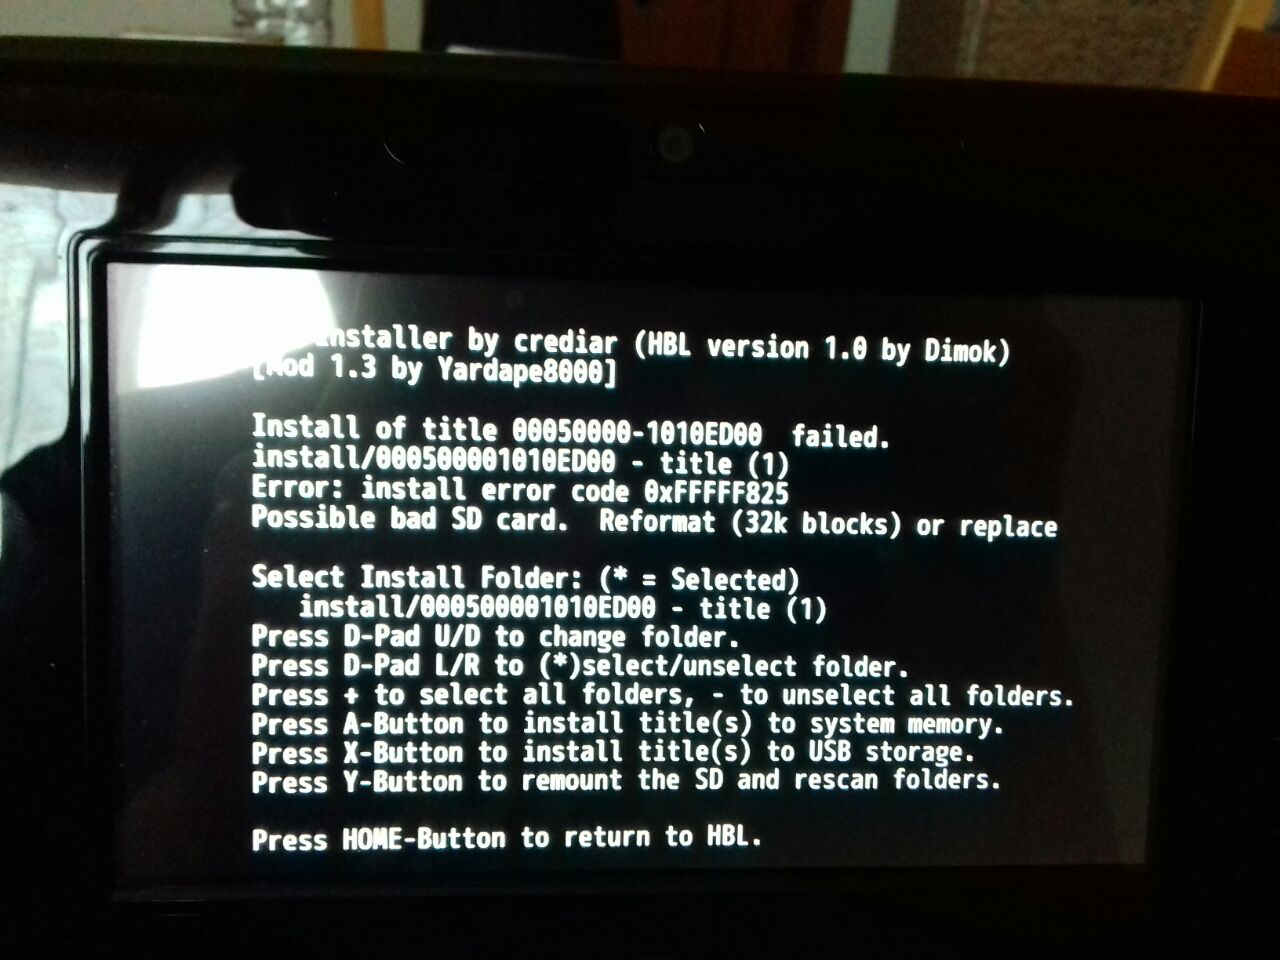 installer by crediar (HBL version 1.0 by Dimok)
[Mod 1.3 by Yardape8000]
Install of title 00050000-1010ED00 failed.
install/000500001010ED00 - title (1)
Error: install error code 0xFFFFF825
Possible bad SD card. Reformat (32k blocks) or replace
Select Install Folder: (* = Selected)
install/000500001010ED00 - title (1)
Press D-Pad U/D to change folder.
Press D-Pad L/R to (*)select/unselect folder.
Press + to select all folders, - to unselect all folders.
Press A-Button to install title(s) to system memory.
Press X-Button to install title(s) to USB storage.
Press Y-Button to remount the SD and rescan folders.
Press HOME-Button to return to HBL.